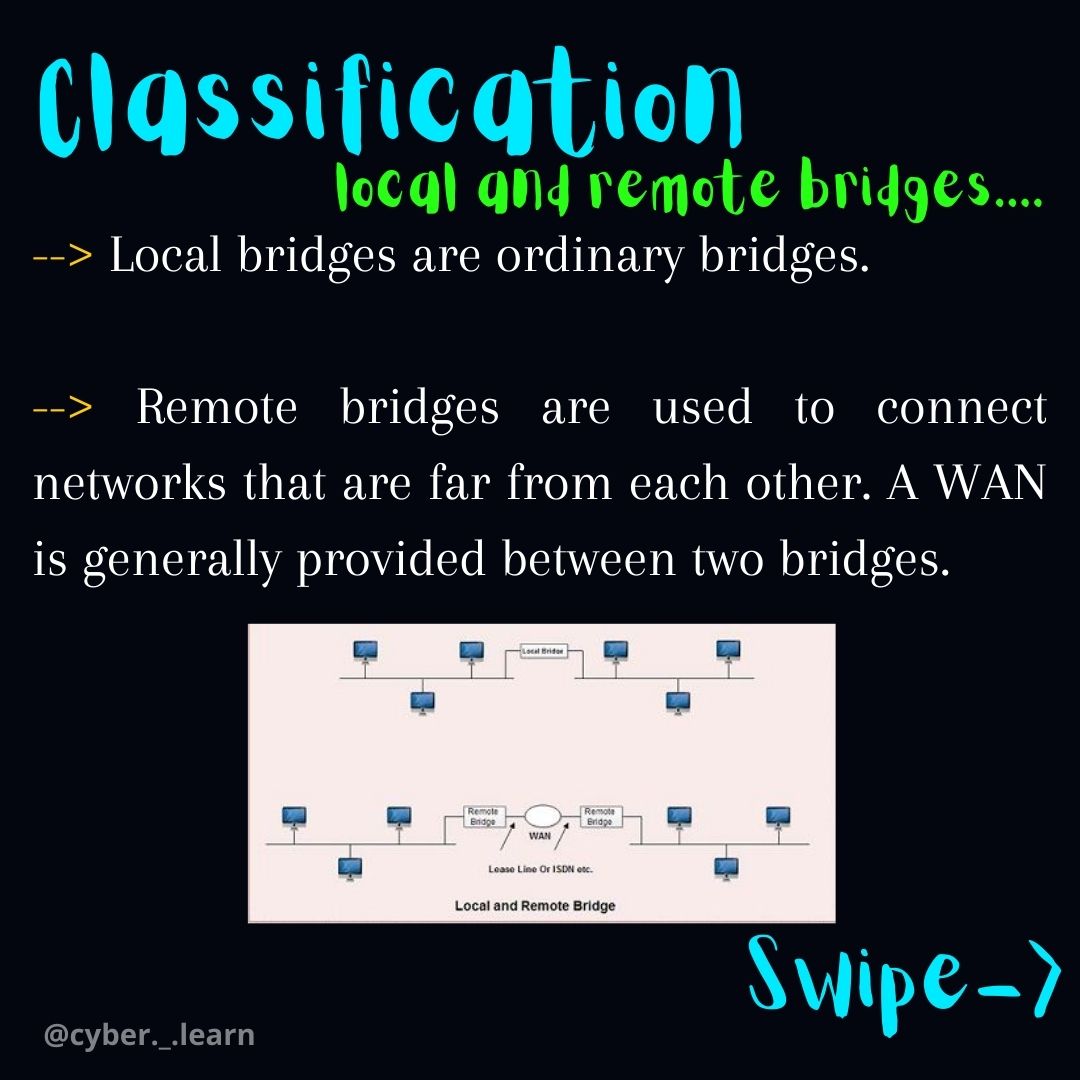 Classification
local and remote bridges....
--> Local bridges are ordinary bridges.
--> Remote bridges are used to connect
networks that are far from each other. A WAN
is generally provided between two bridges.
Local Bridge
Remote
Bridge
WAN
Remote
Bridge
Lease Line Or ISDN etc.
Local and Remote Bridge
Swipe->
@cyber._.learn